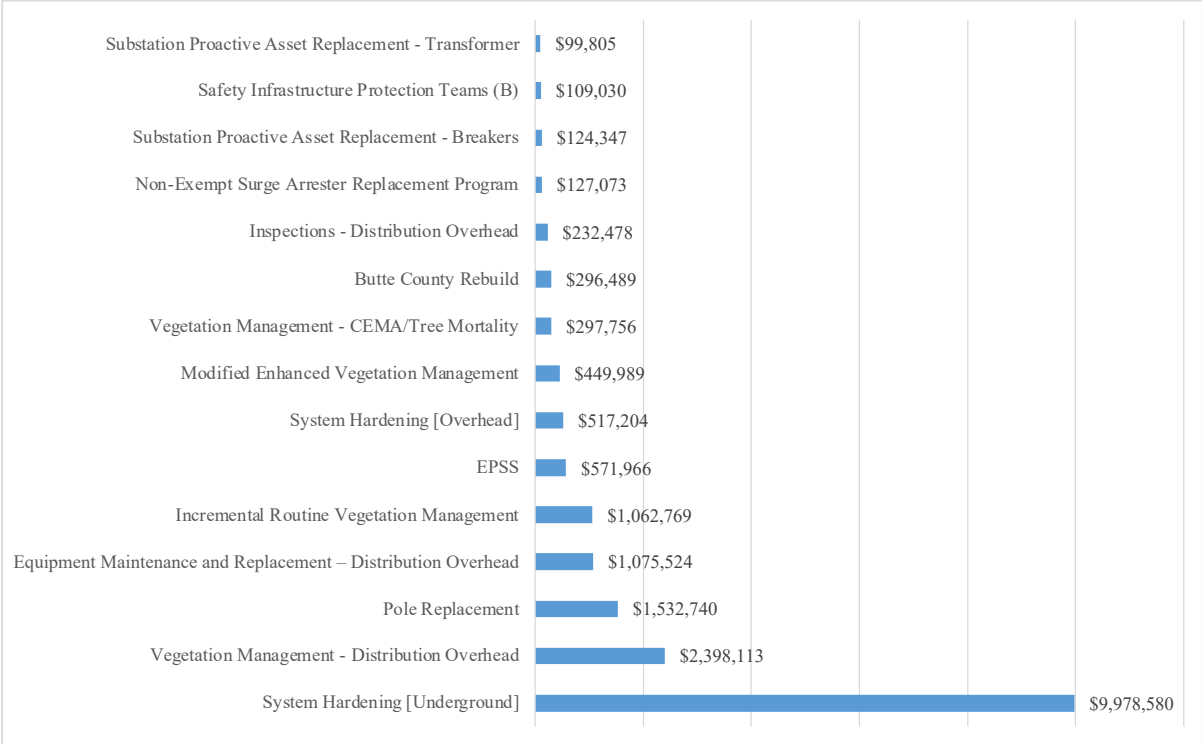 Substation Proactive Asset Replacement - Transformer $99,805
Safety Infrastructure Protection Teams (B) $109,030
Substation Proactive Asset Replacement - Breakers $124,347
Non-Exempt Surge Arrester Replacement Program $127,073
Inspections - Distribution Overhead $232,478
Butte County Rebuild $296,489
Vegetation Management - CEMA/Tree Mortality $297,756
Modified Enhanced Vegetation Management $449,989
System Hardening [Overhead] $517,204
EPSS $571,966
Incremental Routine Vegetation Management $1,062,769
Equipment Maintenance and Replacement – Distribution Overhead $1,075,524
Pole Replacement $1,532,740
Vegetation Management - Distribution Overhead $2,398,113
System Hardening [Underground] $9,978,580